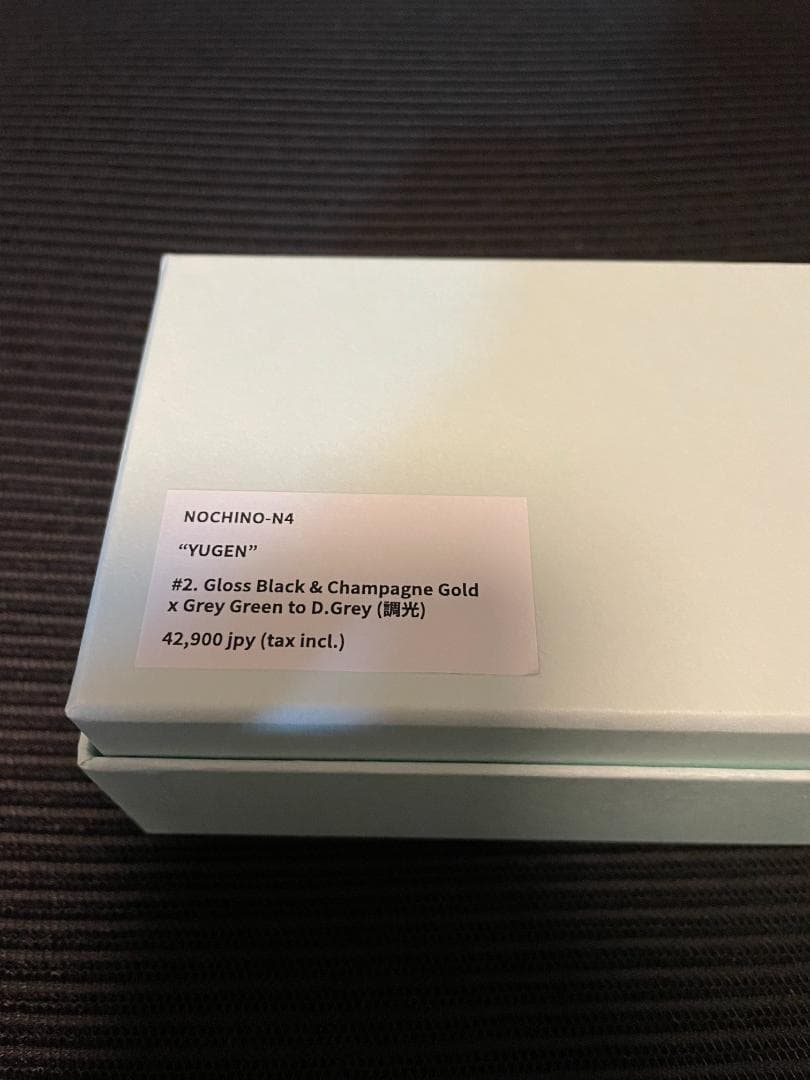 NOCHINO-N4
“YUGEN”
#2. Gloss Black & Champagne Gold
x Grey Green to D.Grey (調光)
42,900 jpy (tax incl.)